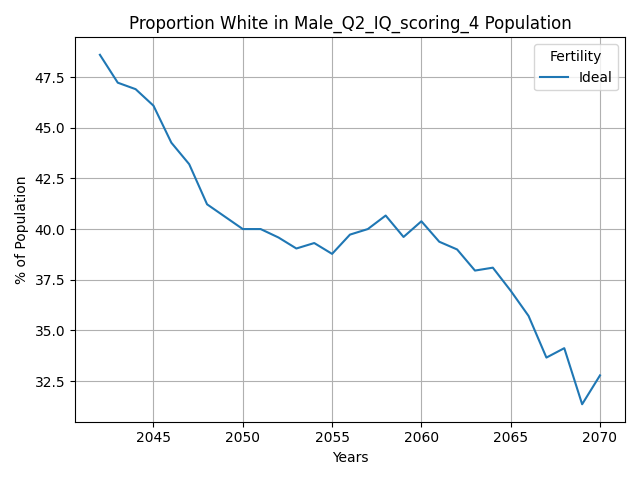 Proportion White in Male_Q2_IQ_scoring_4 Population
Fertility
Ideal
% of Population
47.5
45.0
42.5
40.0
37.5
35.0
32.5
2045 2050 2055 2060 2065 2070
Years